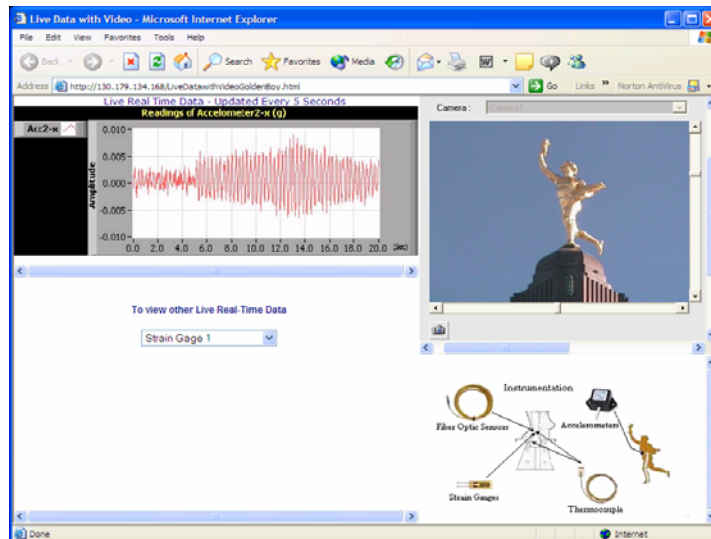 Live Data with Video - Microsoft Internet Explorer
File Edit View Favorites Tools Help
Back Search Favorites Media
Address http://130.179.134.168/LiveDatawithVideoGoldenBoy.html Go Links » Norton AntiVirus
Live Real Time Data - Updated Every 5 Seconds
Readings of Accelometer2-x (g)
Acc2-x
Amplitude
0.010
0.005
0.000
-0.005
-0.010
0.0 2.0 4.0 6.0 8.0 10.0 12.0 14.0 16.0 18.0 20.0 (Sec)
To view other Live Real-Time Data
Strain Gage 1
Camera : Camera1
Instrumentation
Fiber Optic Sensors
Accelerometers
Strain Gauges
Thermocouple
Done
Internet